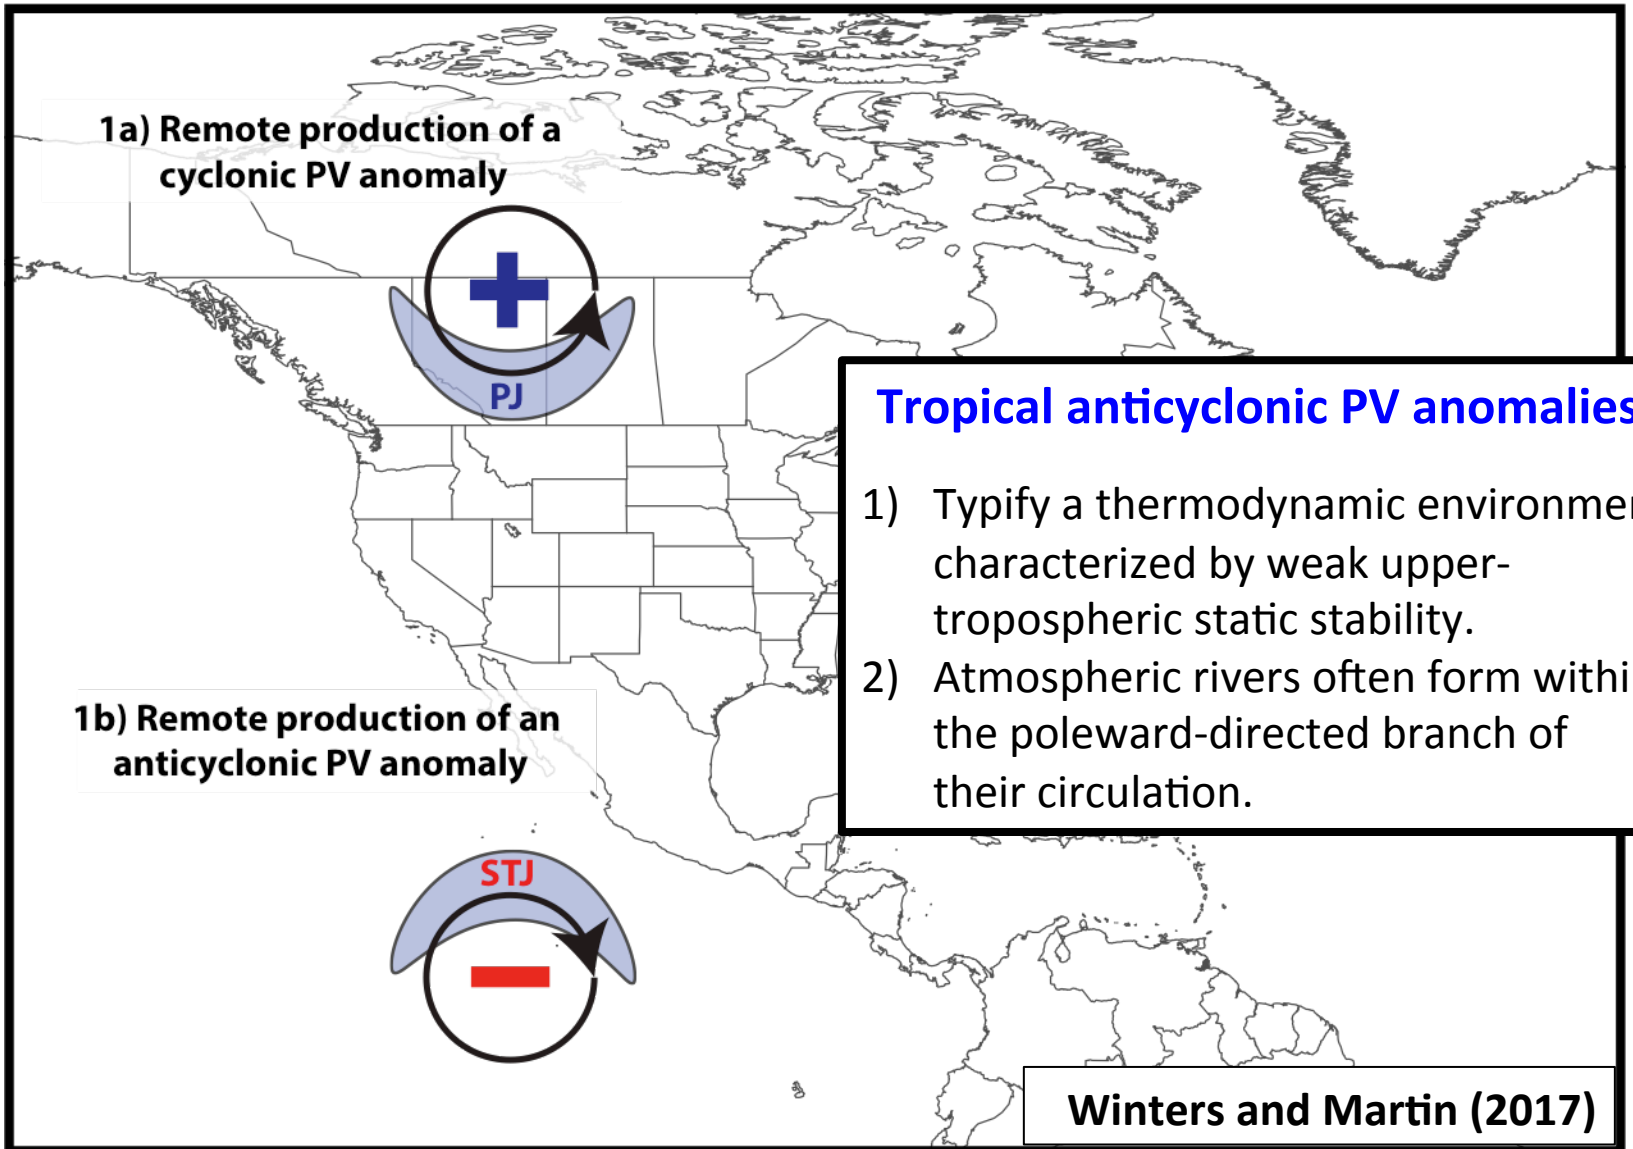 1a) Remote production of a
cyclonic PV anomaly
PJ
Tropical anticyclonic PV anomalies
1) Typify a thermodynamic
characterized by weak upper-
tropospheric static stability.
2) Atmospheric rivers often form
the poleward-directed branch of
their circulation.
1b) Remote production of an
anticyclonic PV anomaly
STJ
Winters and Martin (2017)